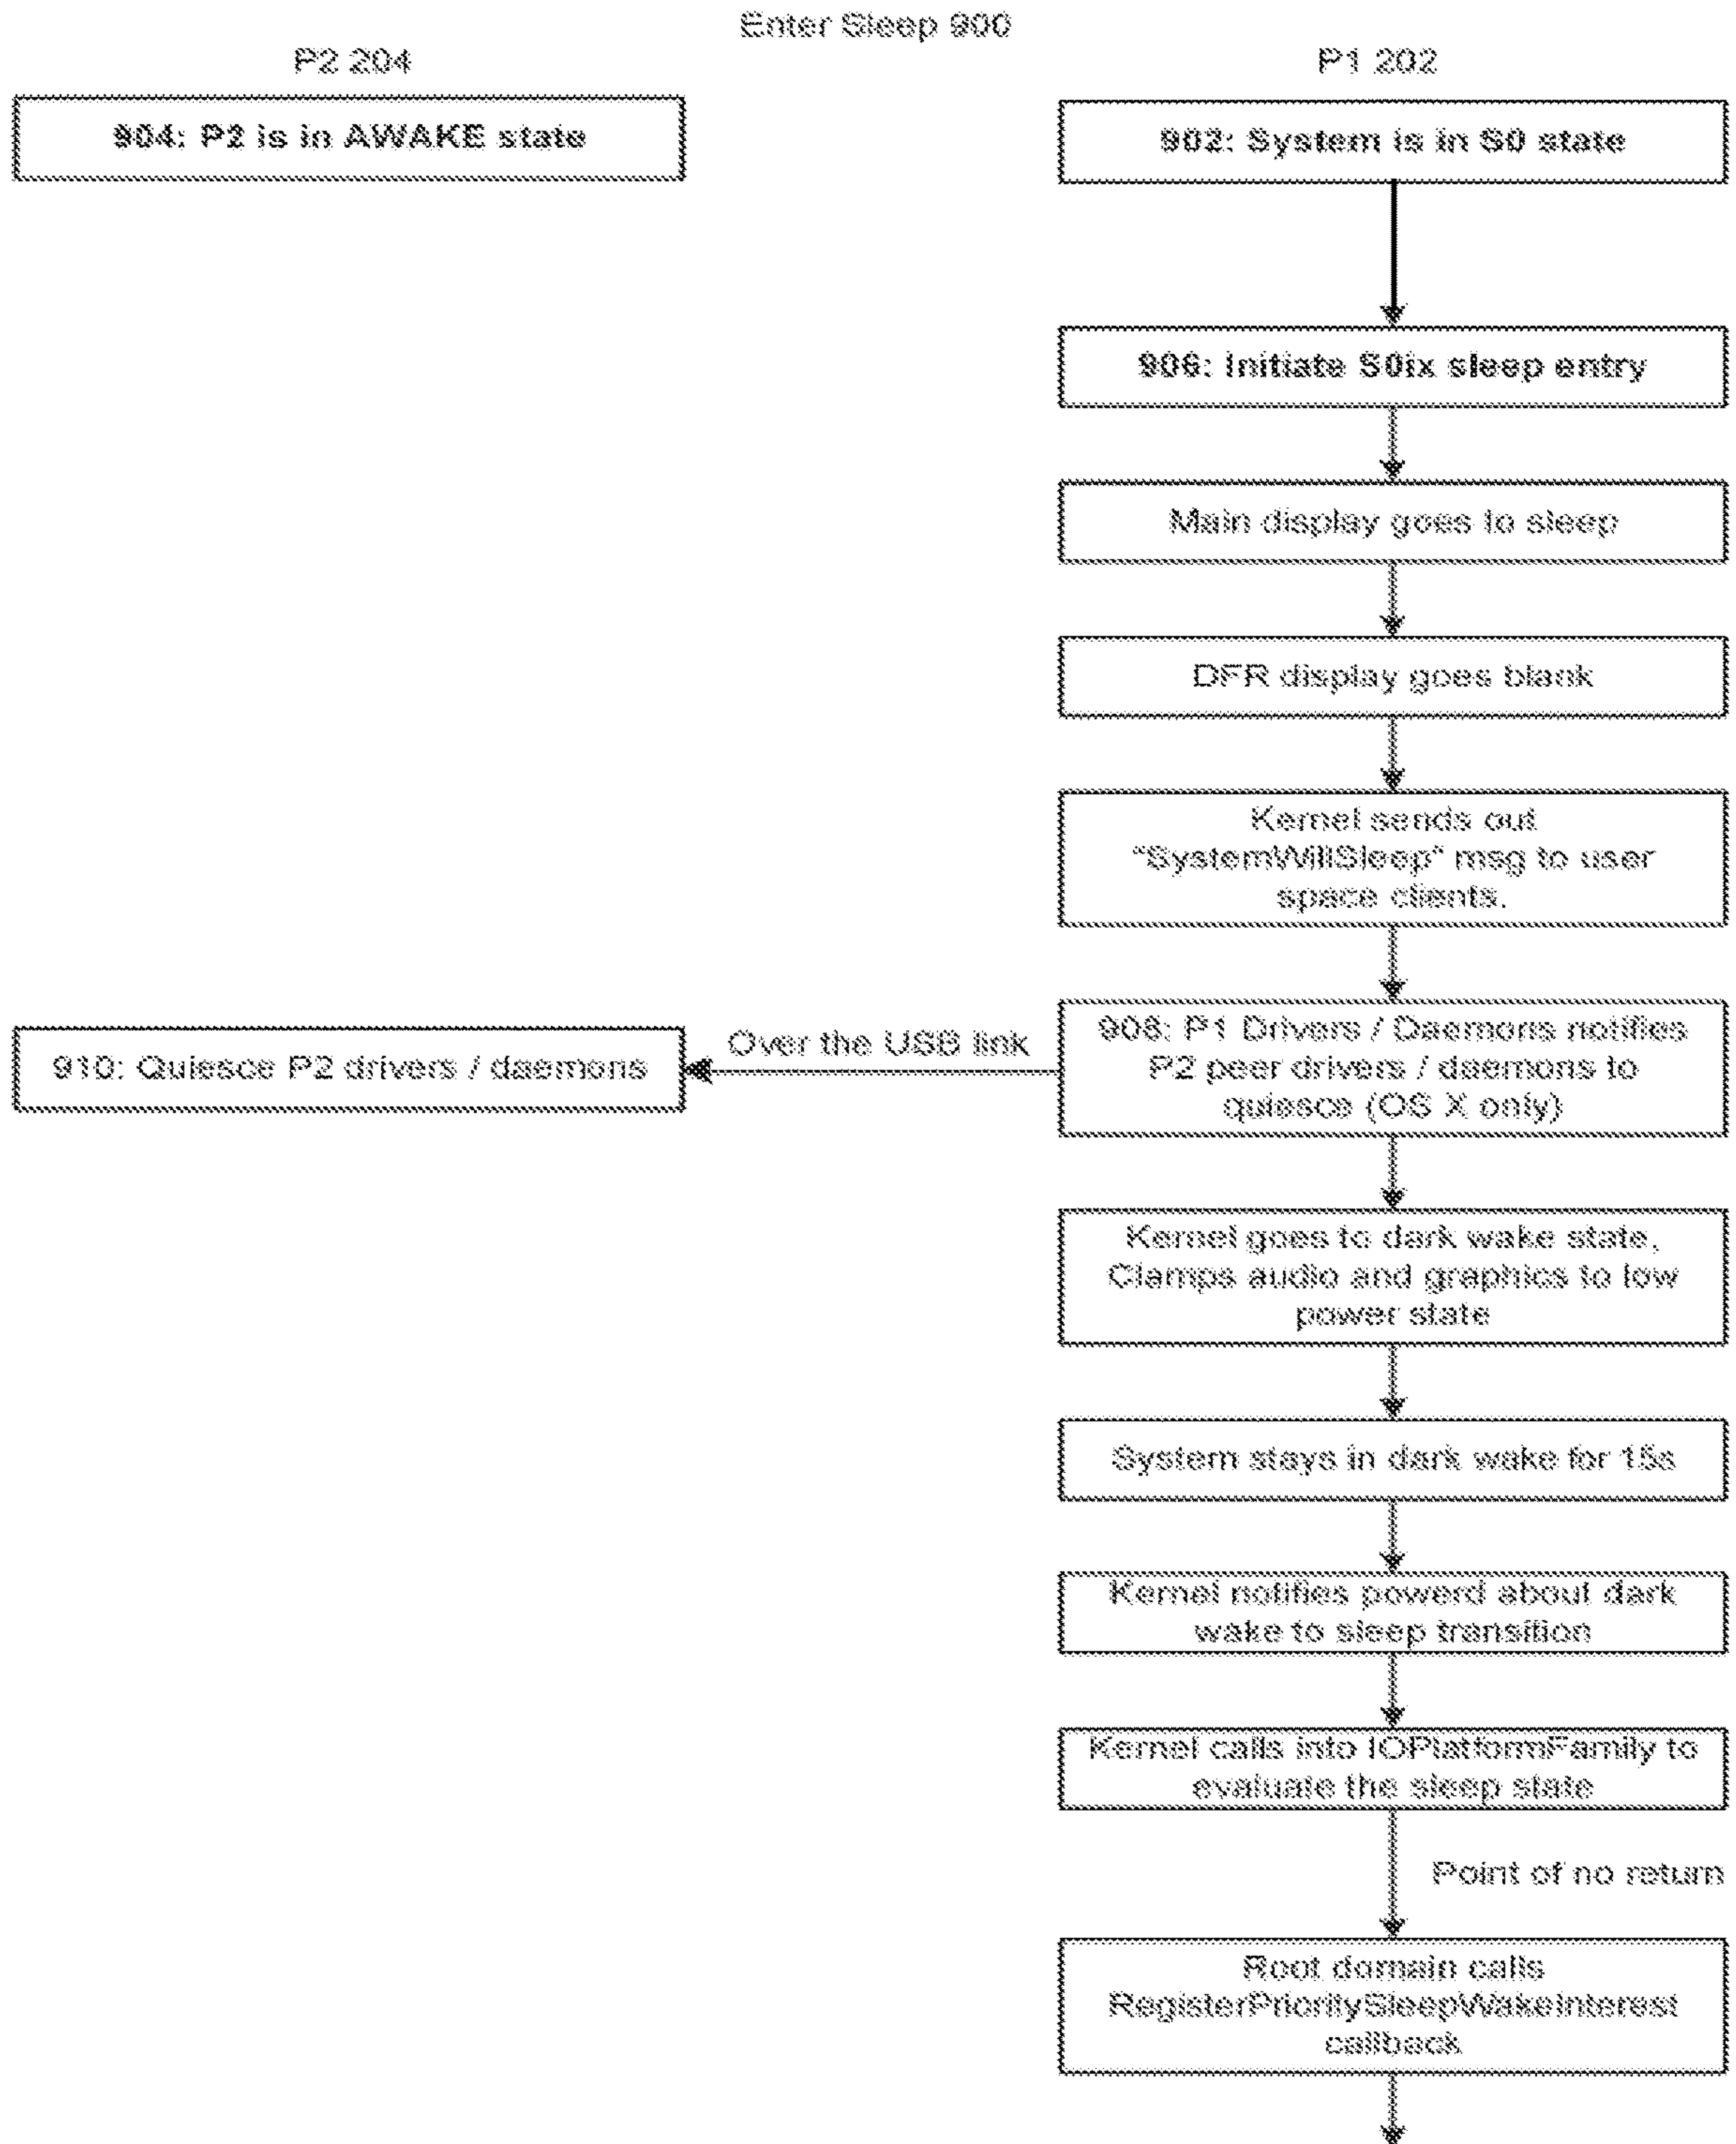 Enter Sleep 900
P2 204
P1 202
904: P2 is in AWAKE state
902: System is in S0 state
906: Initiate S0ix sleep entry
Main display goes to sleep
DFR display goes blank
Kernel sends out
"SystemWillSleep" msg to user
space clients.
910: Quiesce P2 drivers / daemons
Over the USB link
908: P1 Drivers / Daemons notifies
P2 peer drivers / daemons to
quiesce (OS X only)
Kernel goes to dark wake state,
Clamps audio and graphics to low
power state
System stays in dark wake for 15s
Kernel notifies powerd about dark
wake to sleep transition
Kernel calls into IOPlatformFamily to
evaluate the sleep state
Point of no return
Root domain calls
RegisterPrioritySleepWakeInterest
callback